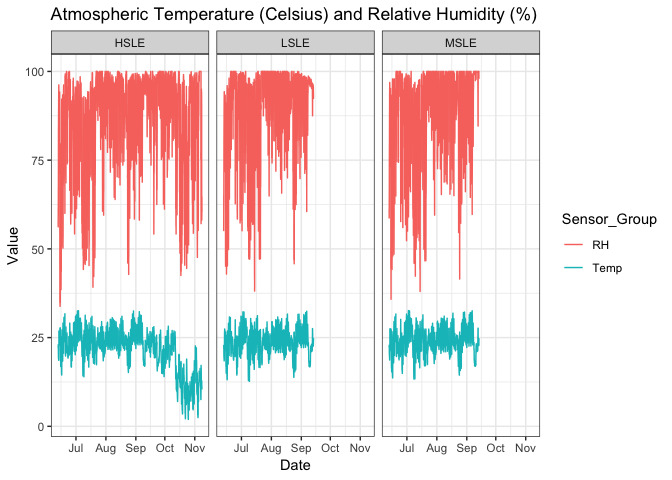 Atmospheric Temperature (Celsius) and Relative Humidity (%)
HSLE LSLE MSLE
100
75
50
25
0
Value
Jul Aug Sep Oct Nov Jul Aug Sep Oct Nov Jul Aug Sep Oct Nov
Date
Sensor_Group
RH
Temp